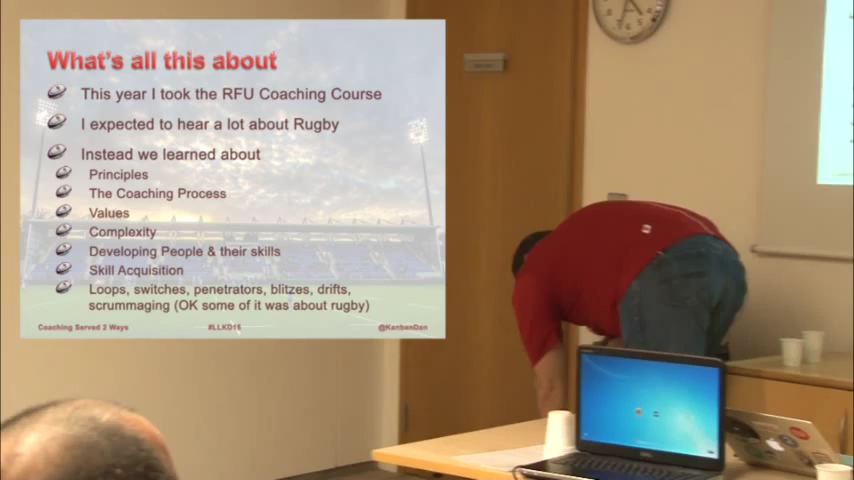 What's all this about
This year I took the RFU Coaching Course
I expected to hear a lot about Rugby
Instead we learned about
Principles
The Coaching Process
Values
Complexity
Developing People & their skills
Skill Acquisition
Loops, switches, penetrators, blitzes, drifts,
scrummaging (OK some of it was about rugby)
Coaching Served 2 Ways
#LLKD16
@KanbanDan
DELL